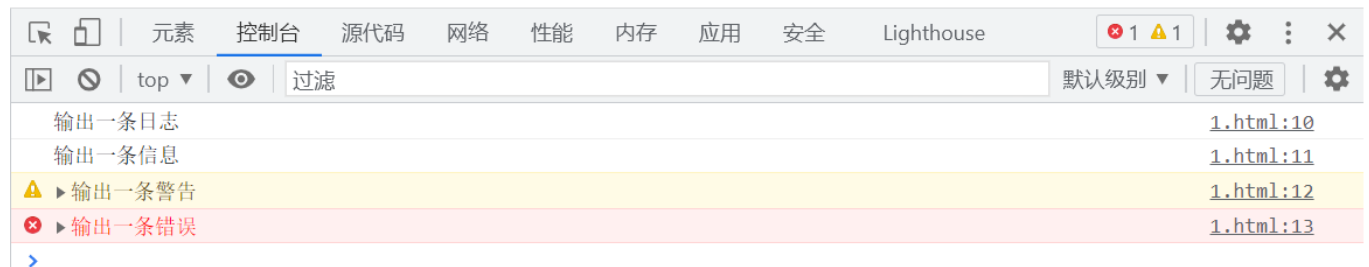 元素 控制台 源代码 网络 性能 内存 应用 安全 Lighthouse 1 1
top 过滤 默认级别 无问题
输出一条日志 1.html:10
输出一条信息 1.html:11
输出一条警告 1.html:12
输出一条错误 1.html:13